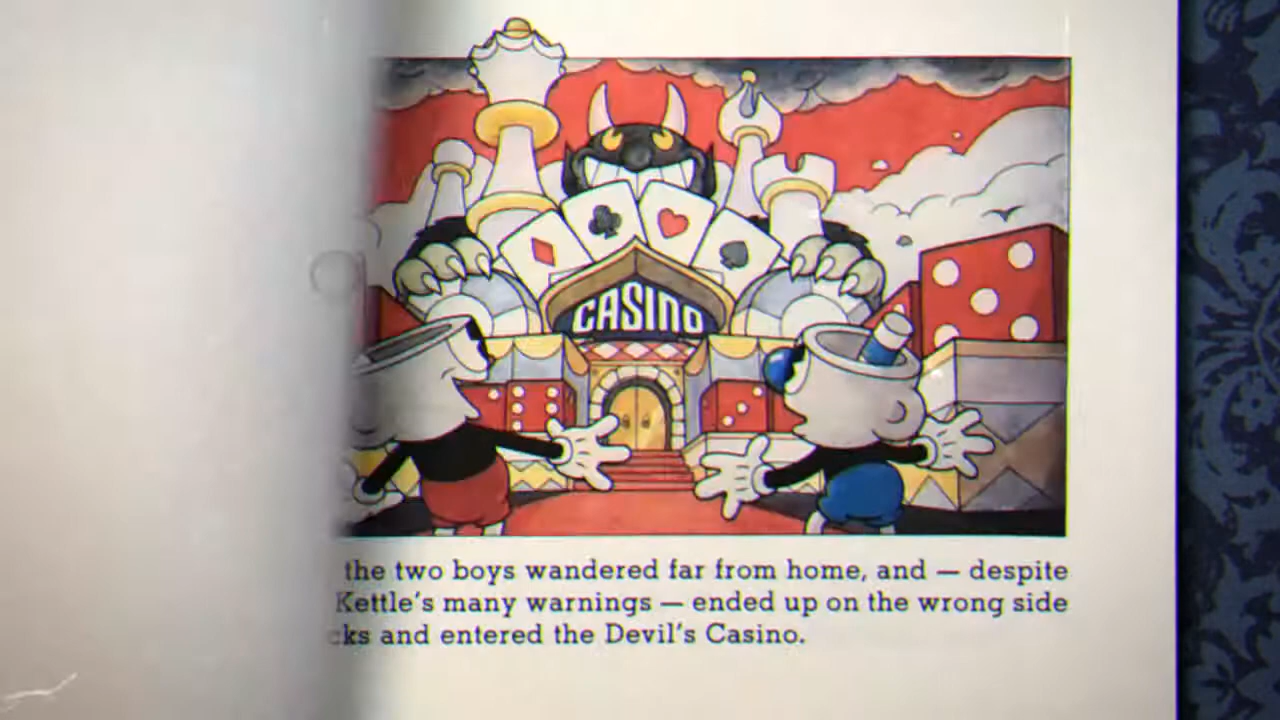 CASINO
the two boys wandered far from home, and — despite
Kettle's many warnings — ended up on the wrong side
cks and entered the Devil's Casino.